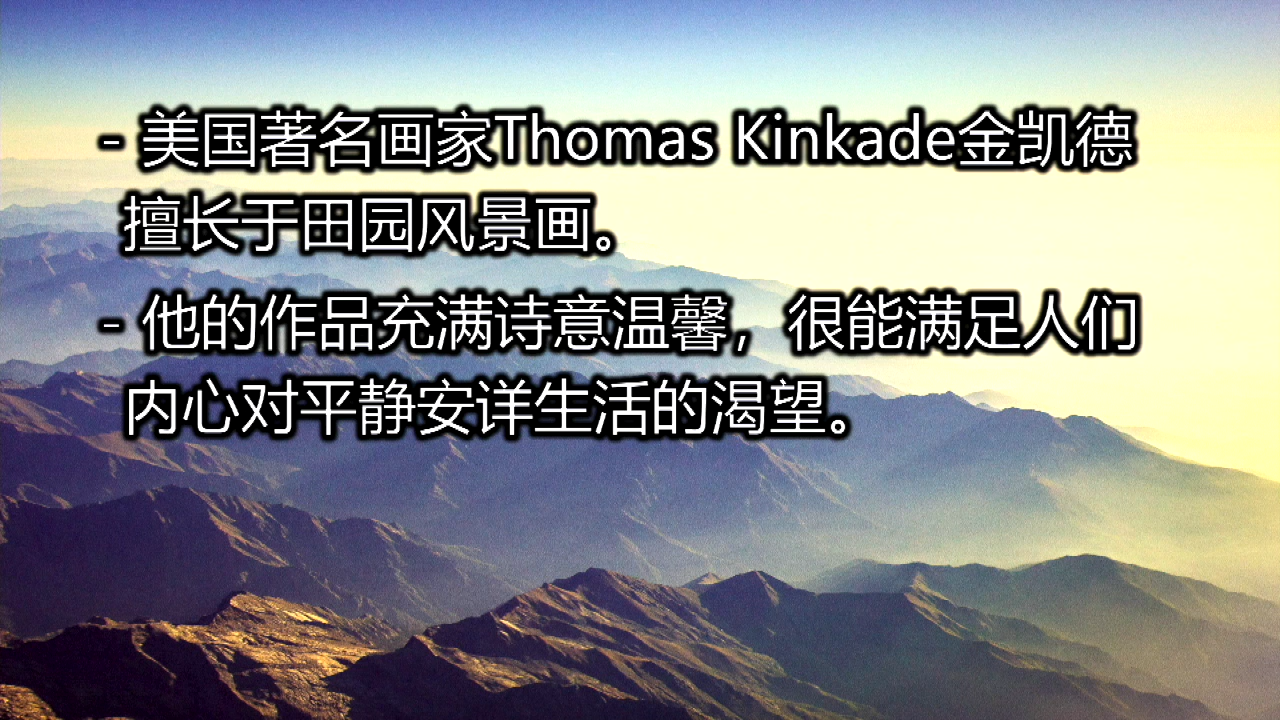 - 美国著名画家Thomas Kinkade金凯德
擅长于田园风景画。
- 他的作品充满诗意温馨，很能满足人们
内心对平静安详生活的渴望。